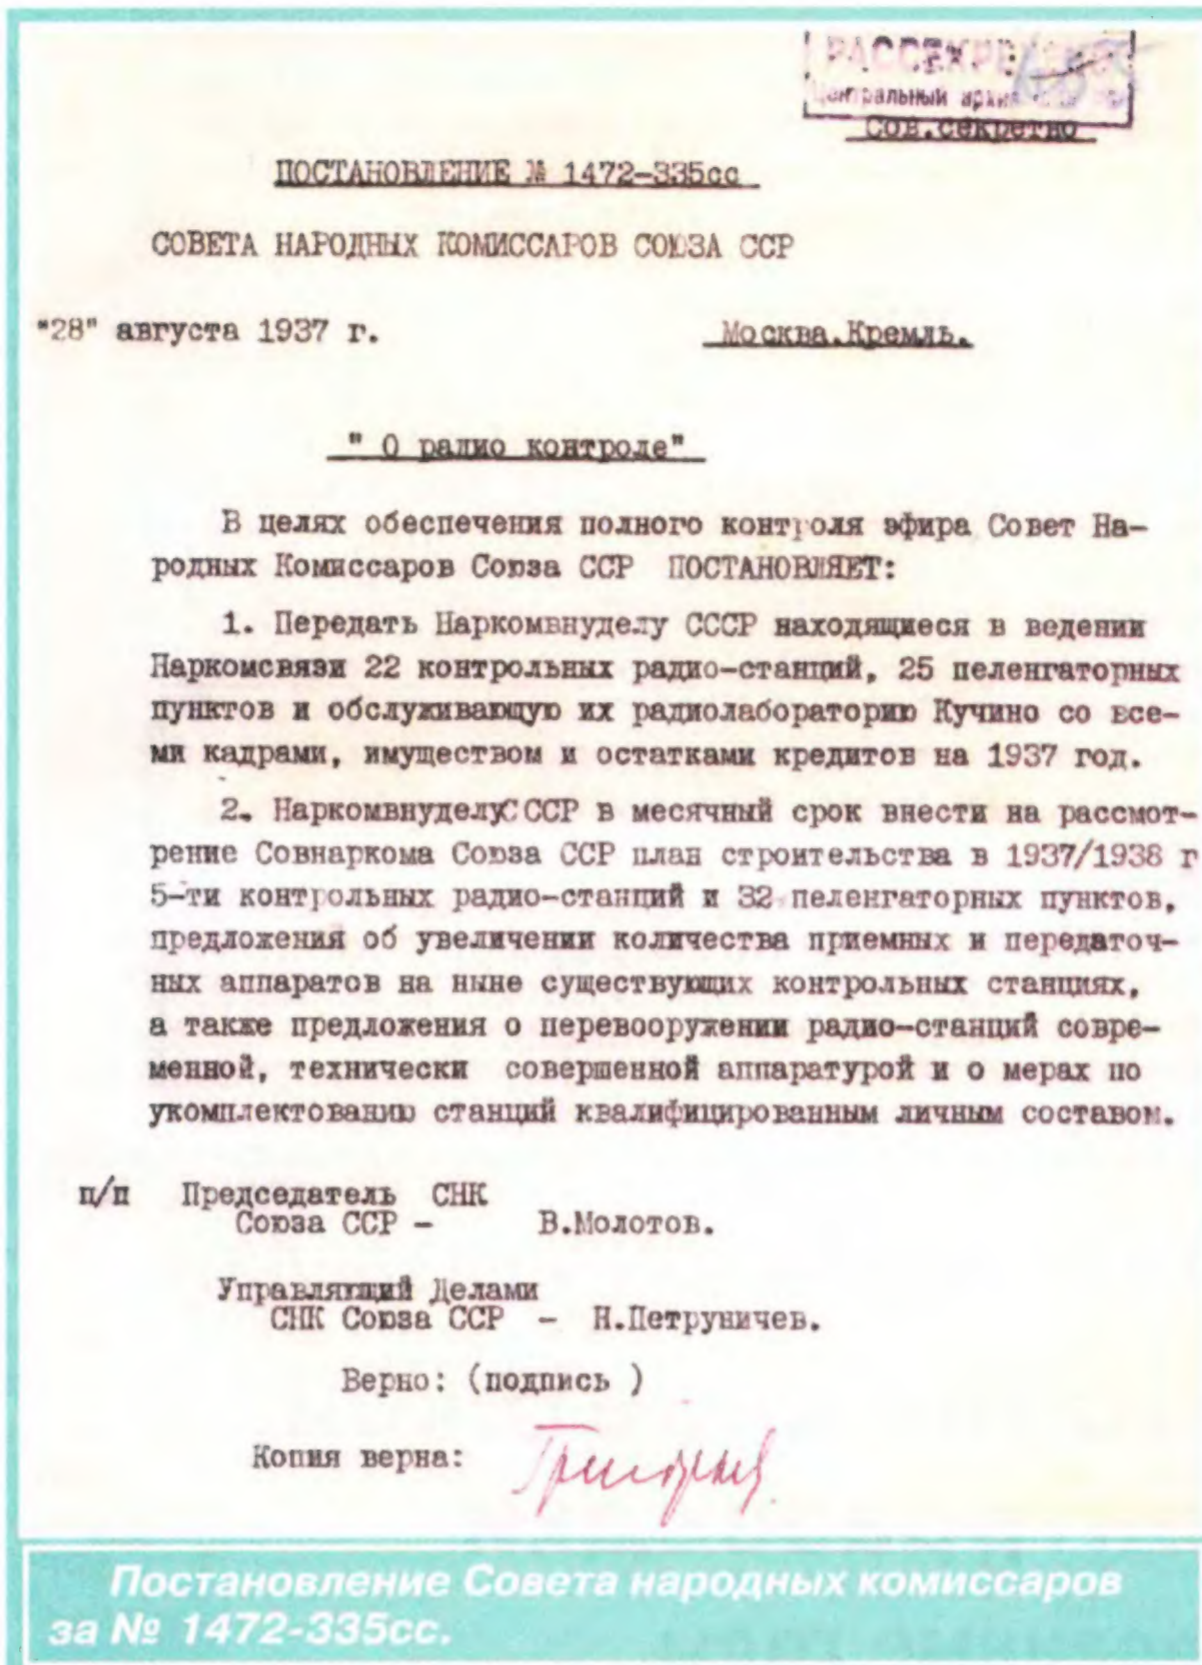 РАССЕКРЕЧЕНО
Центральный архив
Сов.секретно
ПОСТАНОВЛЕНИЕ № 1472-335сс
СОВЕТА НАРОДНЫХ КОМИССАРОВ СОЮЗА ССР
"28" августа 1937 г. Москва.Кремль.
" О радио контроле"
В целях обеспечения полного контроля эфира Совет На-
родных Комиссаров Союза ССР ПОСТАНОВЛЯЕТ:
1. Передать Наркомвнуделу СССР находящиеся в ведении
Наркомсвязи 22 контрольных радио-станций, 25 пеленгаторных
пунктов и обслуживающую их радиолабораторию Кучино со все-
ми кадрами, имуществом и остатками кредитов на 1937 год.
2. Наркомвнуделу СССР в месячный срок внести на рассмот-
рение Совнаркома Союза ССР план строительства в 1937/1938 г
5-ти контрольных радио-станций и 32 пеленгаторных пунктов,
предложения об увеличении количества приемных и передаточ-
ных аппаратов на ныне существующих контрольных станциях,
а также предложения о перевооружении радио-станций совре-
менной, технически совершенной аппаратурой и о мерах по
укомплектованию станций квалифицированным личным составом.
п/п Председатель СНК
Союза ССР - В.Молотов.
Управляющий Делами
СНК Союза ССР - Н.Петруничев.
Верно: (подпись )
Копия верна:
Постановление Совета народных комиссаров
за № 1472-335сс.